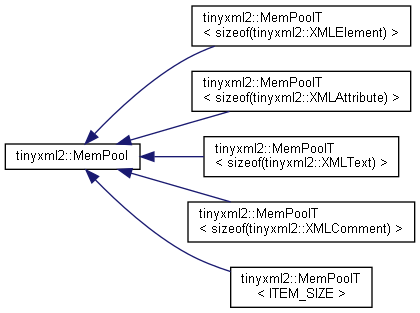 tinyxml2::MemPoolT
< sizeof(tinyxml2::XMLElement) >
tinyxml2::MemPoolT
< sizeof(tinyxml2::XMLAttribute) >
tinyxml2::MemPool
tinyxml2::MemPoolT
< sizeof(tinyxml2::XMLText) >
tinyxml2::MemPoolT
< sizeof(tinyxml2::XMLComment) >
tinyxml2::MemPoolT
< ITEM_SIZE >